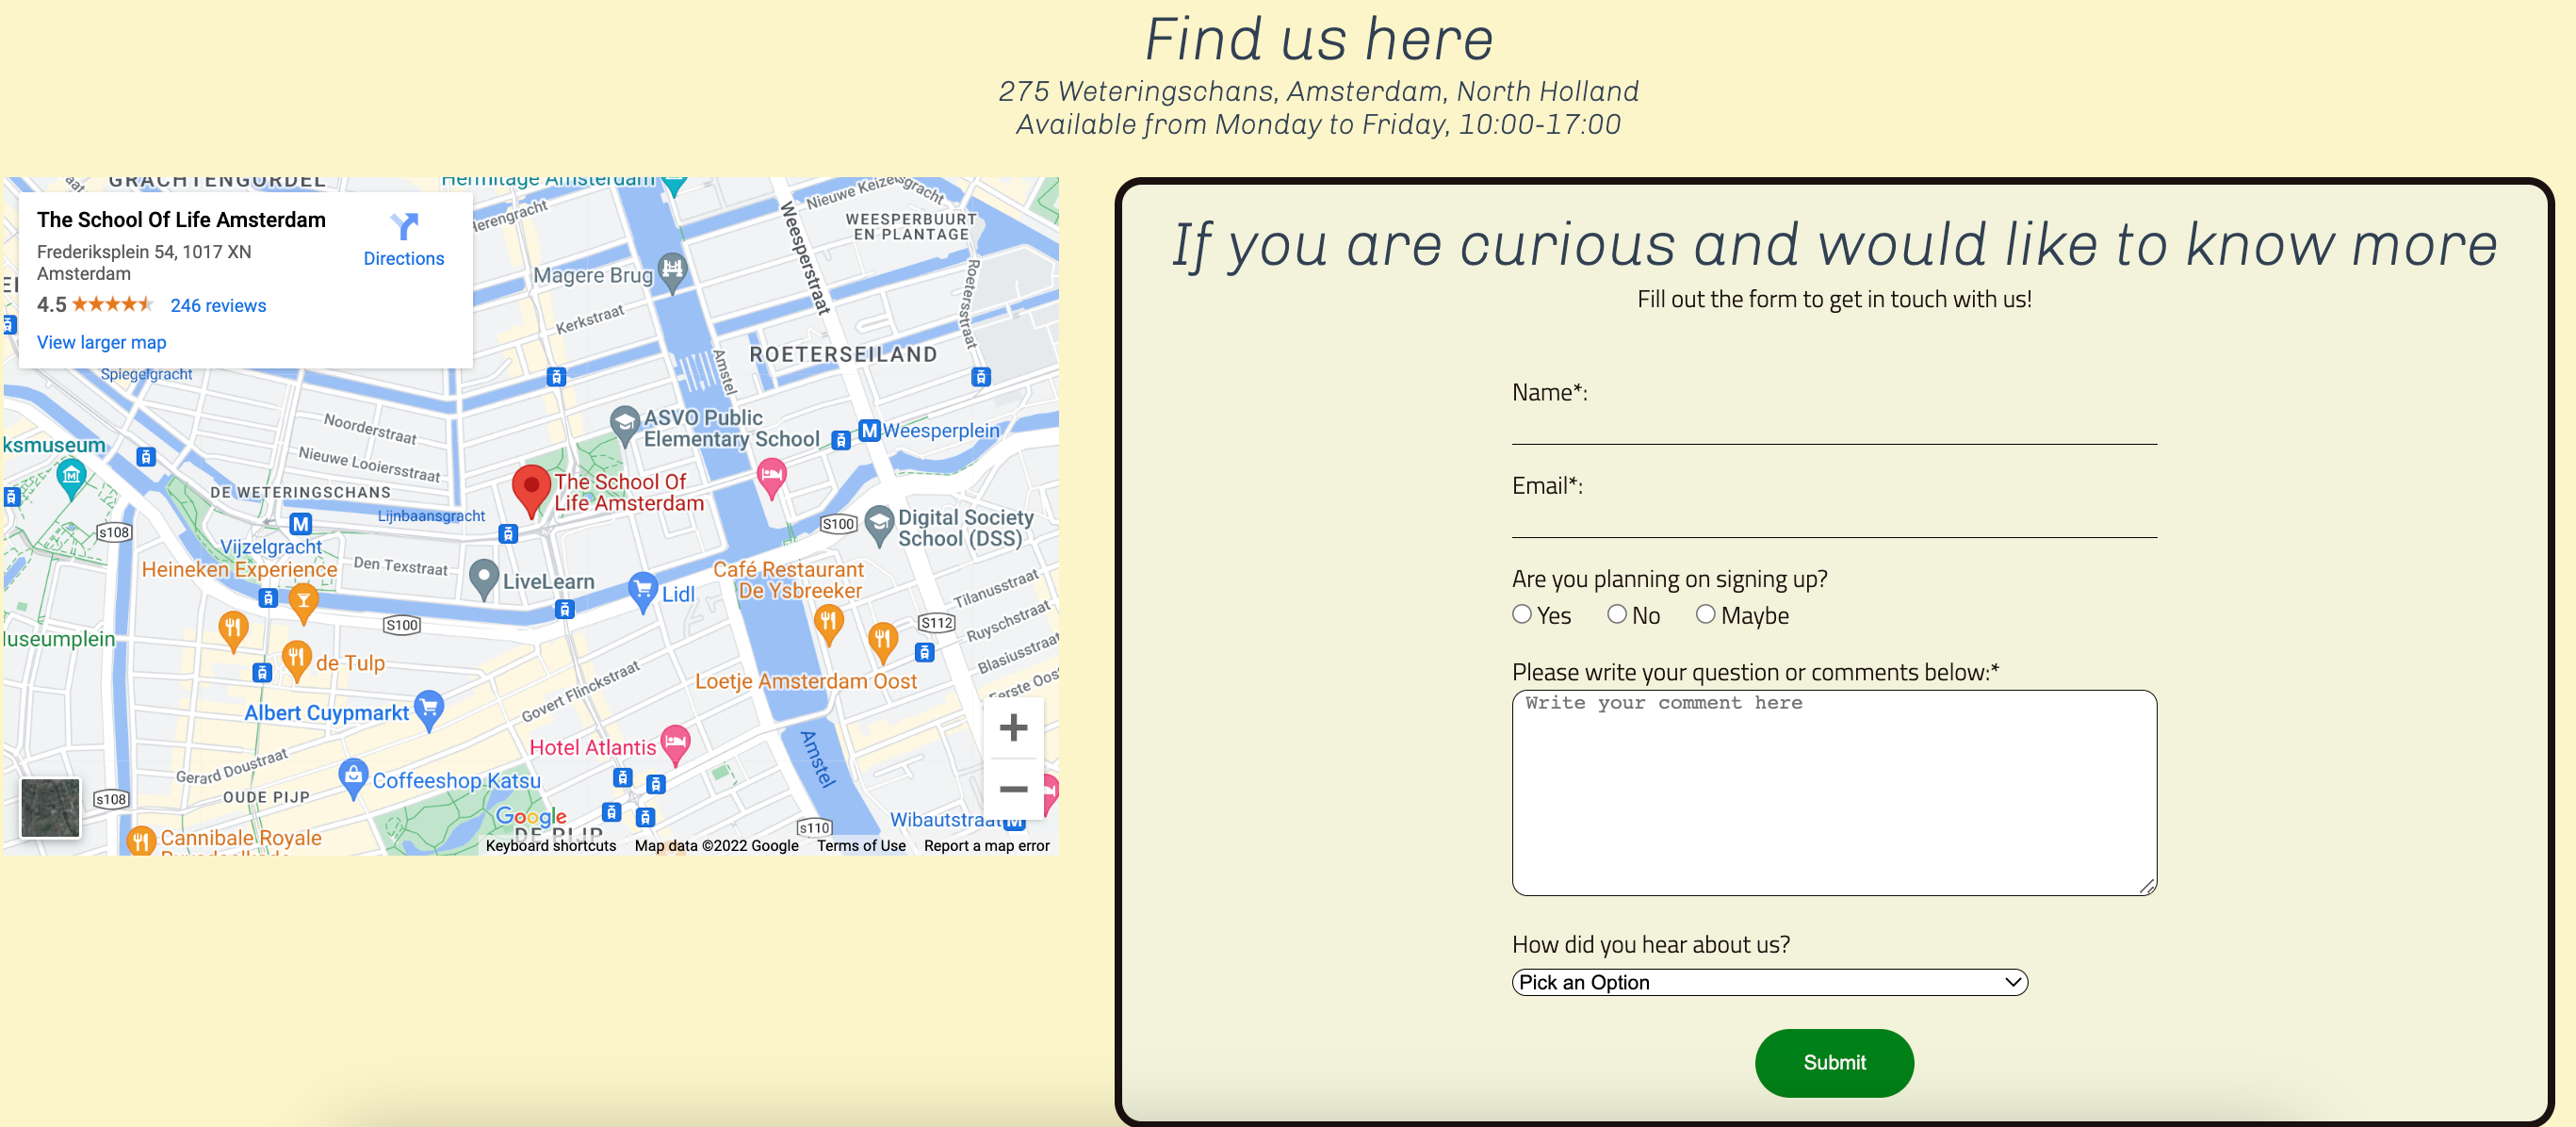 Find us here
275 Weteringschans, Amsterdam, North Holland
Available from Monday to Friday, 10:00-17:00
GRACHTENGORDEL
Hermitage Amsterdam
The School Of Life Amsterdam
Directions
Frederiksplein 54, 1017 XN
Amsterdam
4.5
246 reviews
View larger map
Herengracht
Nieuwe Keizersgracht
WEESPERBUURT
EN PLANTAGE
Weesperstraat
Roetersstraat
Magere Brug
Kerkstraat
Amstel
ROETERSEILAND
Spiegelgracht
Noorderstraat
ASVO Public
Elementary School
Weesperplein
ksmuseum
Nieuwe Looiersstraat
DE WETERINGSCHANS
The School Of
Life Amsterdam
Lijnbaansgracht
s108
M
Vijzelgracht
S100
Digital Society
School (DSS)
Heineken Experience
Den Texstraat
LiveLearn
Lidl
Café Restaurant
De Ysbreeker
Tilanusstraat
S100
S112
Ruyschstraat
useumplein
de Tulp
Blasiusstraat
Loetje Amsterdam Oost
Eerste Oos
Albert Cuypmarkt
Govert Flinckstraat
Hotel Atlantis
Amstel
Gerard Doustraat
Coffeeshop Katsu
s108
OUDE PIJP
Google
DE PIJP
s110
Wibautstraat
Cannibale Royale
Keyboard shortcuts
Map data ©2022 Google
Terms of Use
Report a map error
If you are curious and would like to know more
Fill out the form to get in touch with us!
Name*:
Email*:
Are you planning on signing up?
Yes No Maybe
Please write your question or comments below:*
Write your comment here
How did you hear about us?
Pick an Option
Submit